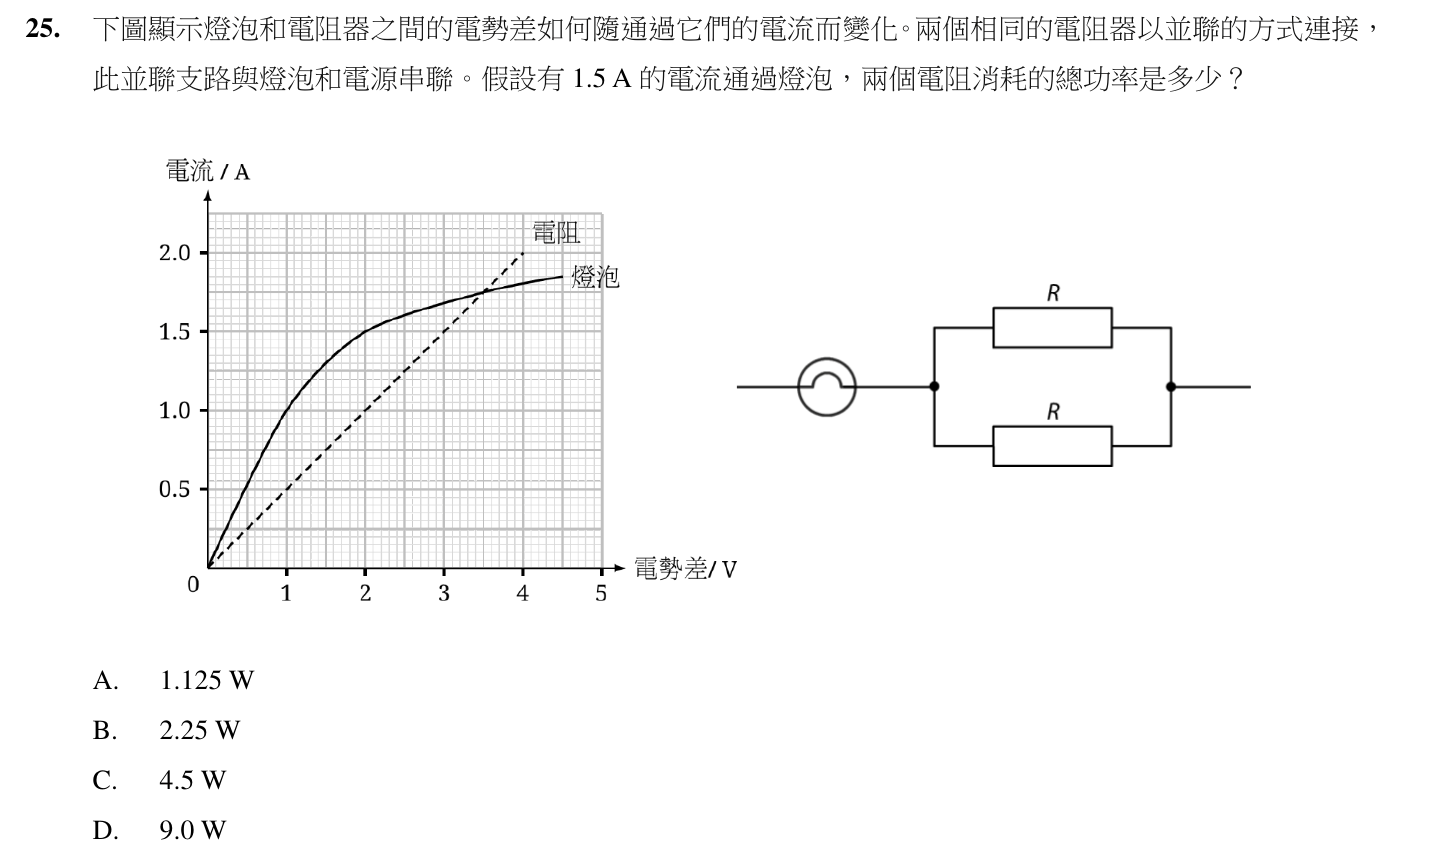 25. 下圖顯示燈泡和電阻器之間的電勢差如何隨通過它們的電流而變化。兩個相同的電阻器以並聯的方式連接，
此並聯支路與燈泡和電源串聯。假設有 1.5 A 的電流通過燈泡，兩個電阻消耗的總功率是多少？
電流 / A
電阻
2.0
燈泡
R
1.5
1.0
R
0.5
電勢差/ V
0
1 2 3 4 5
A. 1.125 W
B. 2.25 W
C. 4.5 W
D. 9.0 W